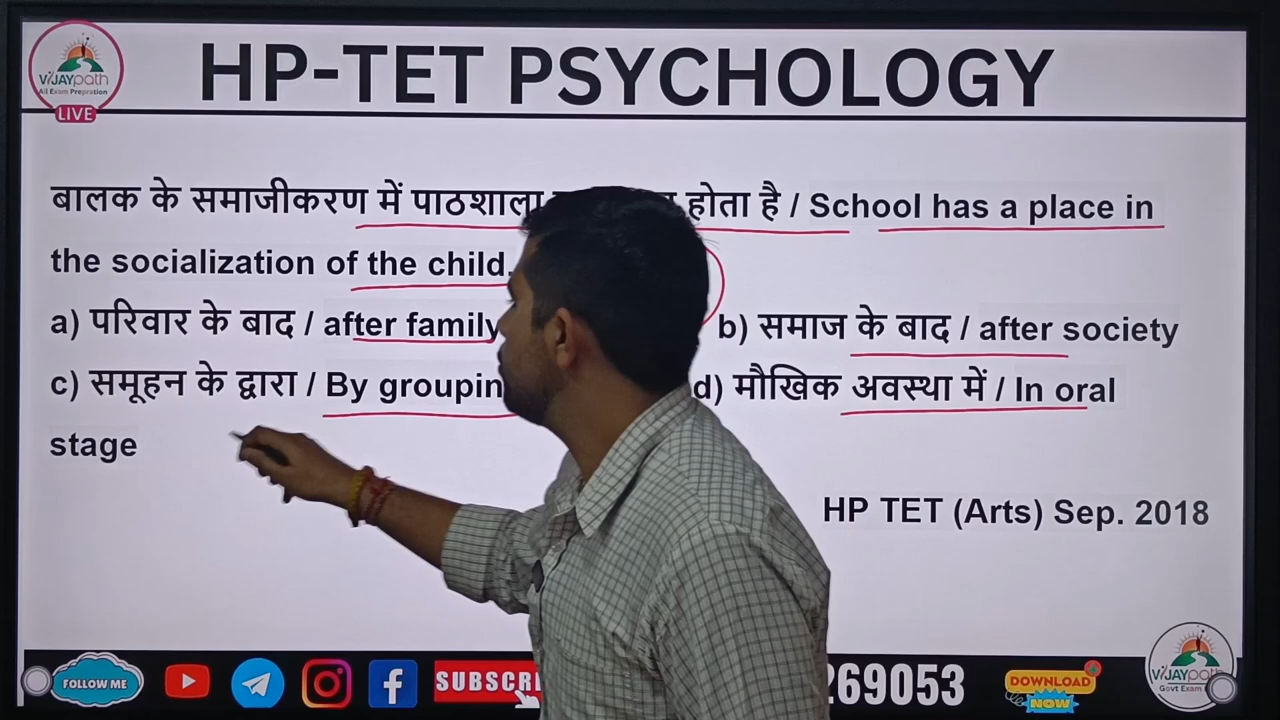 HP-TET PSYCHOLOGY
ViJAYpath
All Exam Prepration
LIVE
बालक के समाजीकरण में पाठशाला होता है / School has a place in
the socialization of the child.
a) परिवार के बाद / after family
b) समाज के बाद / after society
c) समूहन के द्वारा / By groupin
d) मौखिक अवस्था में / In oral
stage
HP TET (Arts) Sep. 2018
FOLLOW ME
SUBSCRI
269053
DOWNLOAD
NOW
ViJAYpath
Govt Exam